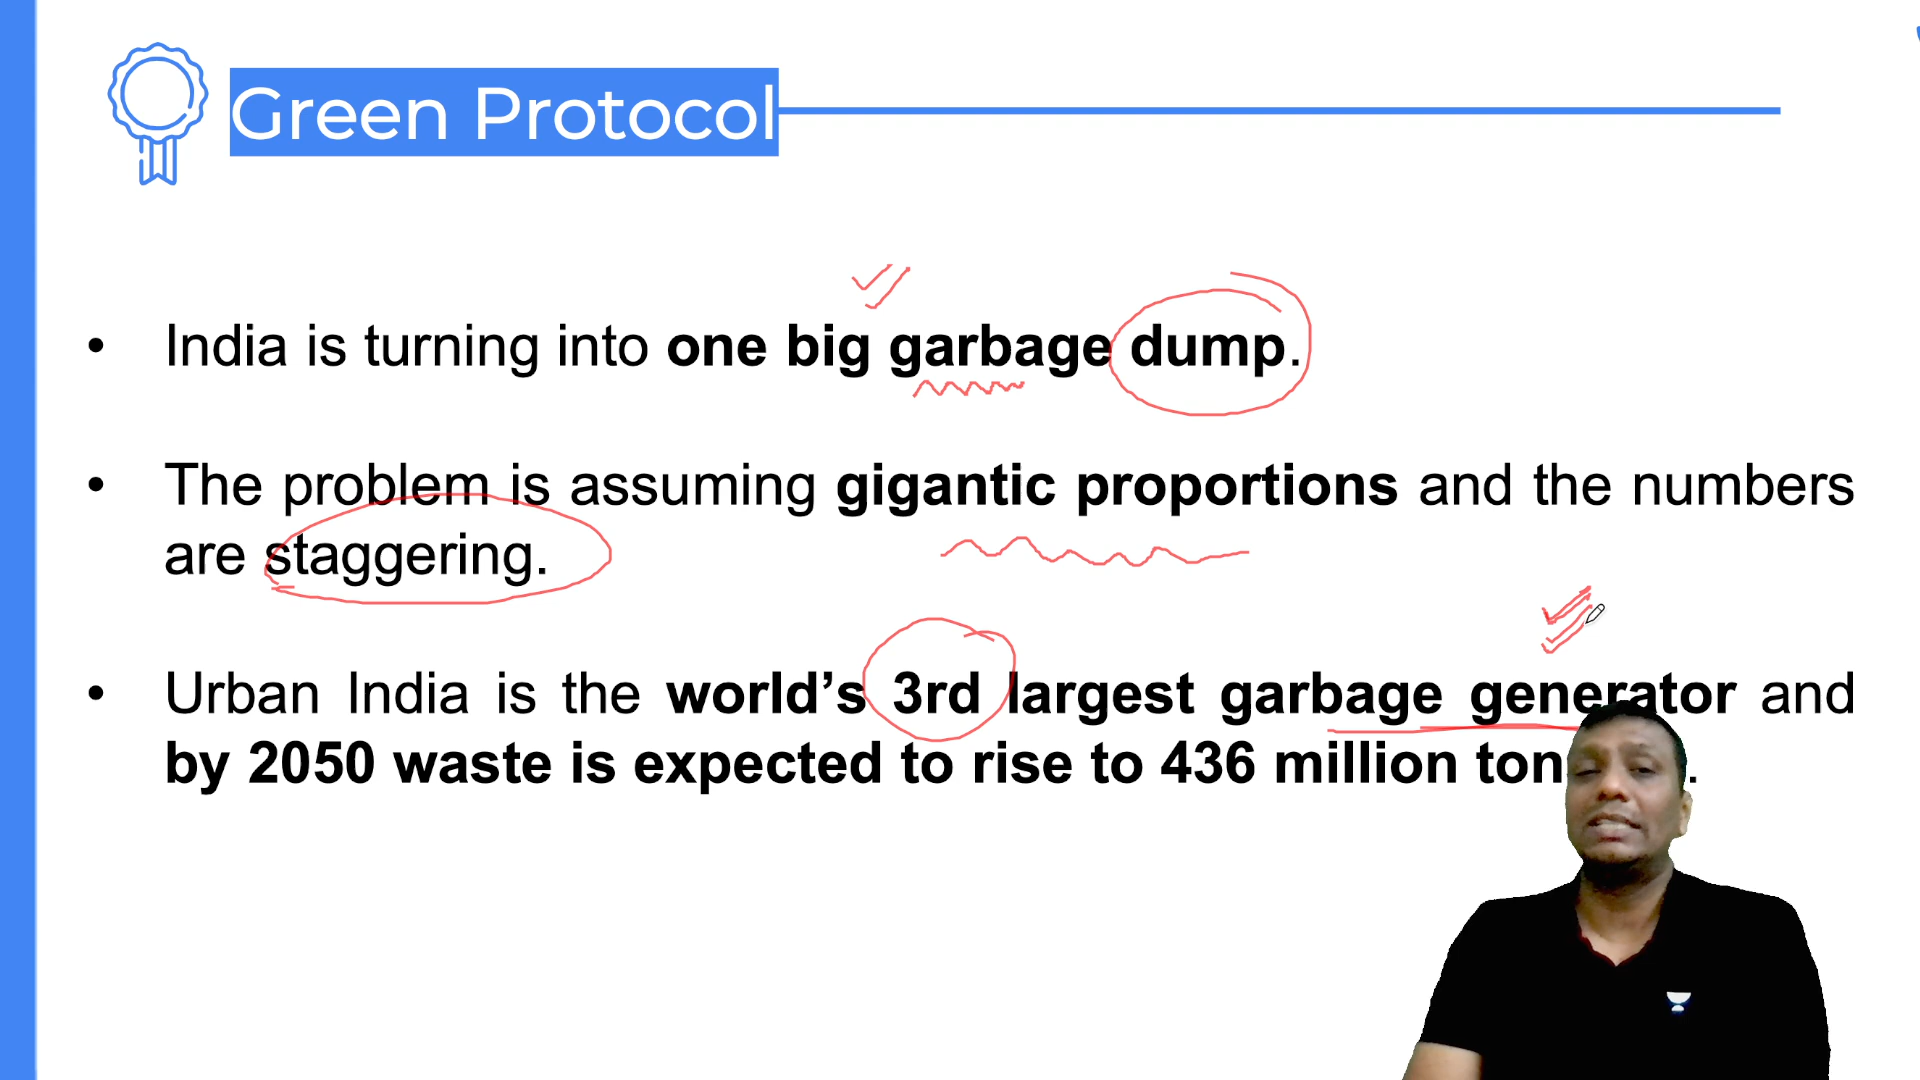 Green Protocol
• India is turning into one big garbage dump.
• The problem is assuming gigantic proportions and the numbers
are staggering.
• Urban India is the world’s 3rd largest garbage generator and
by 2050 waste is expected to rise to 436 million